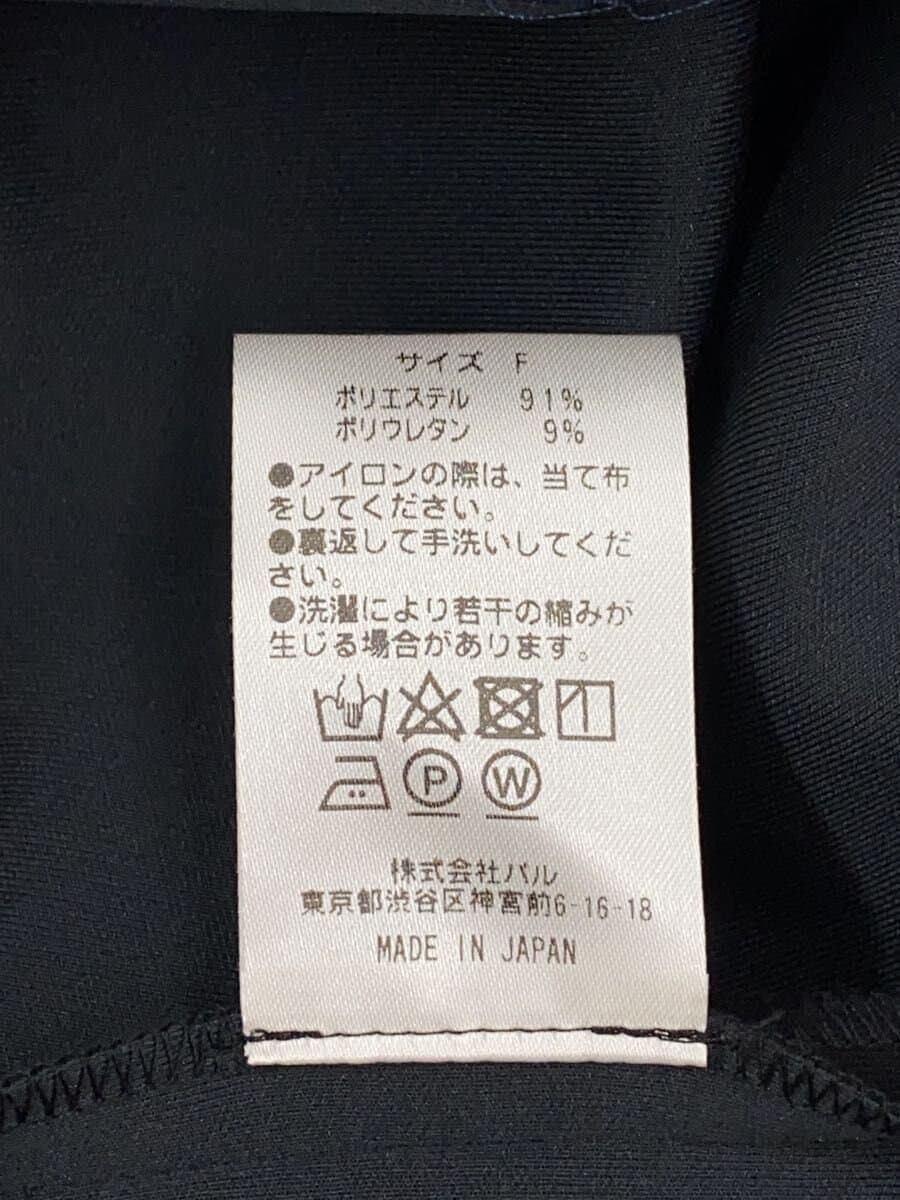 サイズ F
ポリエステル 91%
ポリウレタン 9%
●アイロンの際は、当て布
をしてください。
●裏返して手洗いしてくだ
さい。
●洗濯により若干の縮みが
生じる場合があります。
P W
株式会社パル
東京都渋谷区神宮前6-16-18
MADE IN JAPAN